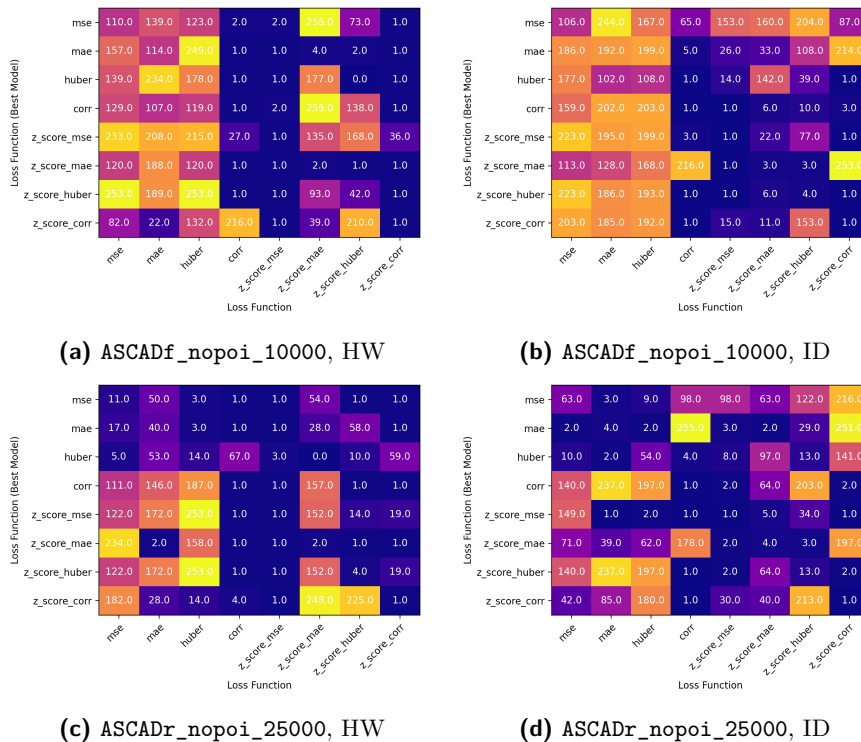 Loss Function (Best Model)
mse 110.0 139.0 123.0 2.0 2.0 256.0 73.0 1.0
mae 157.0 114.0 249.0 1.0 1.0 4.0 2.0 1.0
huber 139.0 234.0 178.0 1.0 1.0 177.0 0.0 1.0
corr 129.0 107.0 119.0 1.0 2.0 256.0 138.0 1.0
z_score_mse 233.0 208.0 215.0 27.0 1.0 135.0 168.0 36.0
z_score_mae 120.0 188.0 120.0 1.0 1.0 2.0 1.0 1.0
z_score_huber 253.0 189.0 253.0 1.0 1.0 93.0 42.0 1.0
z_score_corr 82.0 22.0 132.0 216.0 1.0 39.0 210.0 1.0
mse mae huber corr z_score_mse z_score_mae z_score_huber z_score_corr
Loss Function
(a) ASCADf_nopoi_10000, HW
Loss Function (Best Model)
mse 106.0 244.0 167.0 65.0 153.0 160.0 204.0 87.0
mae 186.0 192.0 199.0 5.0 26.0 33.0 108.0 214.0
huber 177.0 102.0 108.0 1.0 14.0 142.0 39.0 1.0
corr 159.0 202.0 203.0 1.0 1.0 6.0 10.0 3.0
z_score_mse 223.0 195.0 199.0 3.0 1.0 22.0 77.0 1.0
z_score_mae 113.0 128.0 168.0 216.0 1.0 3.0 3.0 253.0
z_score_huber 223.0 186.0 193.0 1.0 1.0 6.0 4.0 1.0
z_score_corr 203.0 185.0 192.0 1.0 15.0 11.0 153.0 1.0
mse mae huber corr z_score_mse z_score_mae z_score_huber z_score_corr
Loss Function
(b) ASCADf_nopoi_10000, ID
Loss Function (Best Model)
mse 11.0 50.0 3.0 1.0 1.0 54.0 1.0 1.0
mae 17.0 40.0 3.0 1.0 1.0 28.0 58.0 1.0
huber 5.0 53.0 14.0 67.0 3.0 0.0 10.0 59.0
corr 111.0 146.0 187.0 1.0 1.0 157.0 1.0 1.0
z_score_mse 122.0 172.0 253.0 1.0 1.0 152.0 14.0 19.0
z_score_mae 234.0 2.0 158.0 1.0 1.0 2.0 1.0 1.0
z_score_huber 122.0 172.0 253.0 1.0 1.0 152.0 4.0 19.0
z_score_corr 182.0 28.0 14.0 4.0 1.0 248.0 225.0 1.0
mse mae huber corr z_score_mse z_score_mae z_score_huber z_score_corr
Loss Function
(c) ASCADr_nopoi_25000, HW
Loss Function (Best Model)
mse 63.0 3.0 9.0 98.0 98.0 63.0 122.0 216.0
mae 2.0 4.0 2.0 255.0 3.0 2.0 29.0 251.0
huber 10.0 2.0 54.0 4.0 8.0 97.0 13.0 141.0
corr 140.0 237.0 197.0 1.0 2.0 64.0 203.0 2.0
z_score_mse 149.0 1.0 2.0 1.0 1.0 5.0 34.0 1.0
z_score_mae 71.0 39.0 62.0 178.0 2.0 4.0 3.0 197.0
z_score_huber 140.0 237.0 197.0 1.0 2.0 64.0 13.0 2.0
z_score_corr 42.0 85.0 180.0 1.0 30.0 40.0 213.0 1.0
mse mae huber corr z_score_mse z_score_mae z_score_huber z_score_corr
Loss Function
(d) ASCADr_nopoi_25000, ID